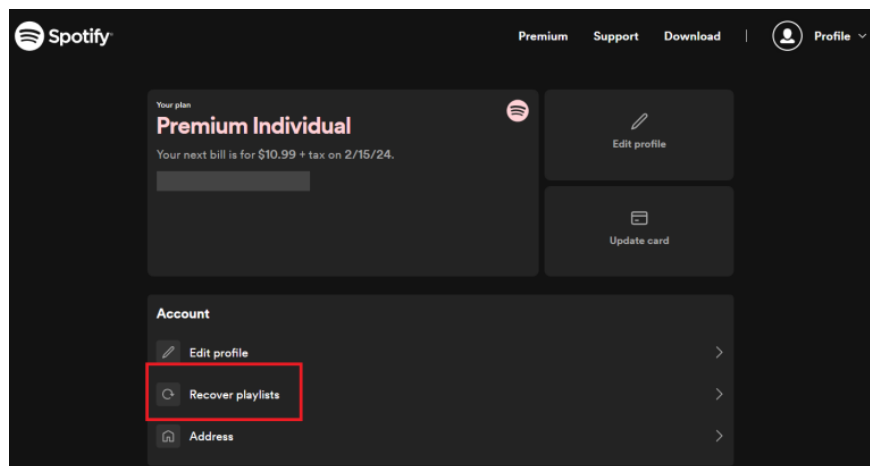 Spotify
Premium Support Download | Profile
Your plan
Premium Individual
Your next bill is for $10.99 + tax on 2/15/24.
Edit profile
Update card
Account
Edit profile
Recover playlists
Address